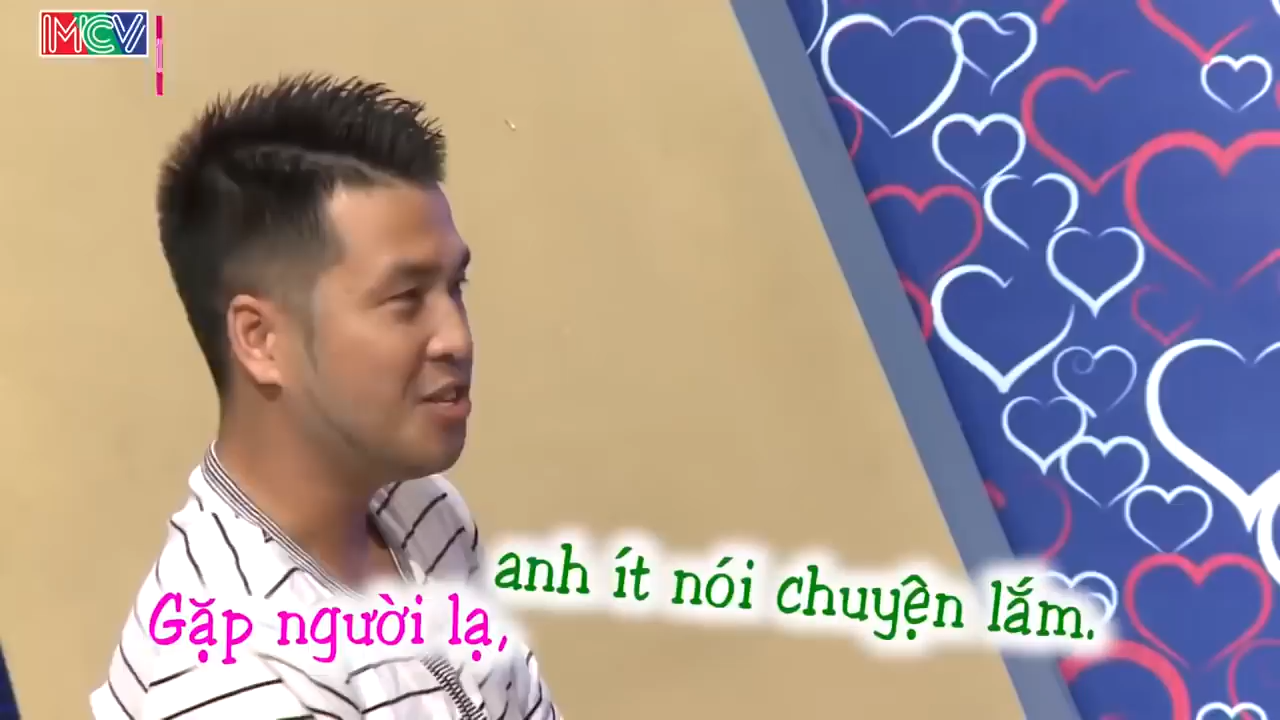 MCV
Gặp người lạ,
anh ít nói chuyện lắm.